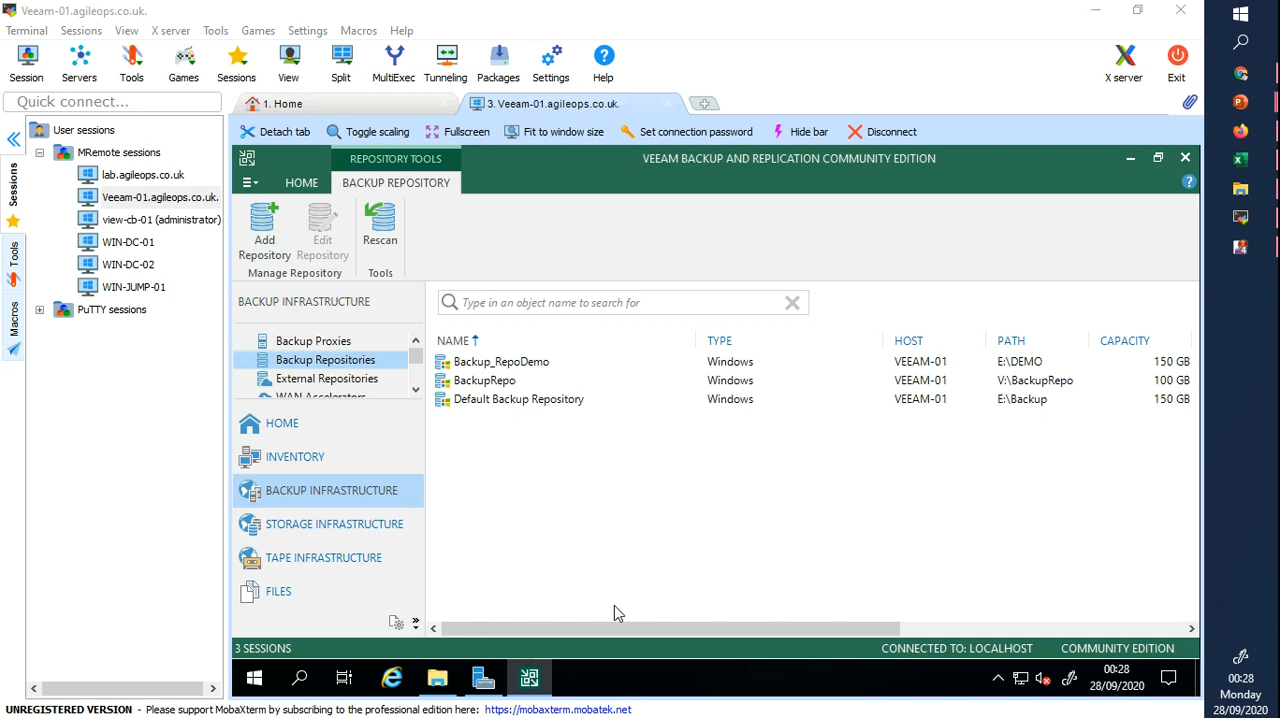 Veeam-01.agileops.co.uk.
Terminal Sessions View X server Tools Games Settings Macros Help
Session Servers Tools Games Sessions View Split MultiExec Tunneling Packages Settings Help X server Exit
Quick connect...
1. Home
3. Veeam-01.agileops.co.uk.
Detach tab Toggle scaling Fullscreen Fit to window size Set connection password Hide bar Disconnect
Sessions
Tools
Macros
User sessions
MRemote sessions
lab.agileops.co.uk
Veeam-01.agileops.co.uk.
view-cb-01 (administrator)
WIN-DC-01
WIN-DC-02
WIN-JUMP-01
PuTTY sessions
REPOSITORY TOOLS
VEEAM BACKUP AND REPLICATION COMMUNITY EDITION
HOME BACKUP REPOSITORY
Add Repository
Edit Repository
Rescan
Manage Repository
Tools
BACKUP INFRASTRUCTURE
Type in an object name to search for
Backup Proxies
Backup Repositories
External Repositories
WAN Accelerators
NAME TYPE HOST PATH CAPACITY
Backup_RepoDemo Windows VEEAM-01 E:\DEMO 150 GB
BackupRepo Windows VEEAM-01 V:\BackupRepo 100 GB
Default Backup Repository Windows VEEAM-01 E:\Backup 150 GB
HOME
INVENTORY
BACKUP INFRASTRUCTURE
STORAGE INFRASTRUCTURE
TAPE INFRASTRUCTURE
FILES
3 SESSIONS
CONNECTED TO: LOCALHOST COMMUNITY EDITION
00:28
28/09/2020
00:28
Monday
28/09/2020
UNREGISTERED VERSION - Please support MobaXterm by subscribing to the professional edition here: https://mobaxterm.mobatek.net